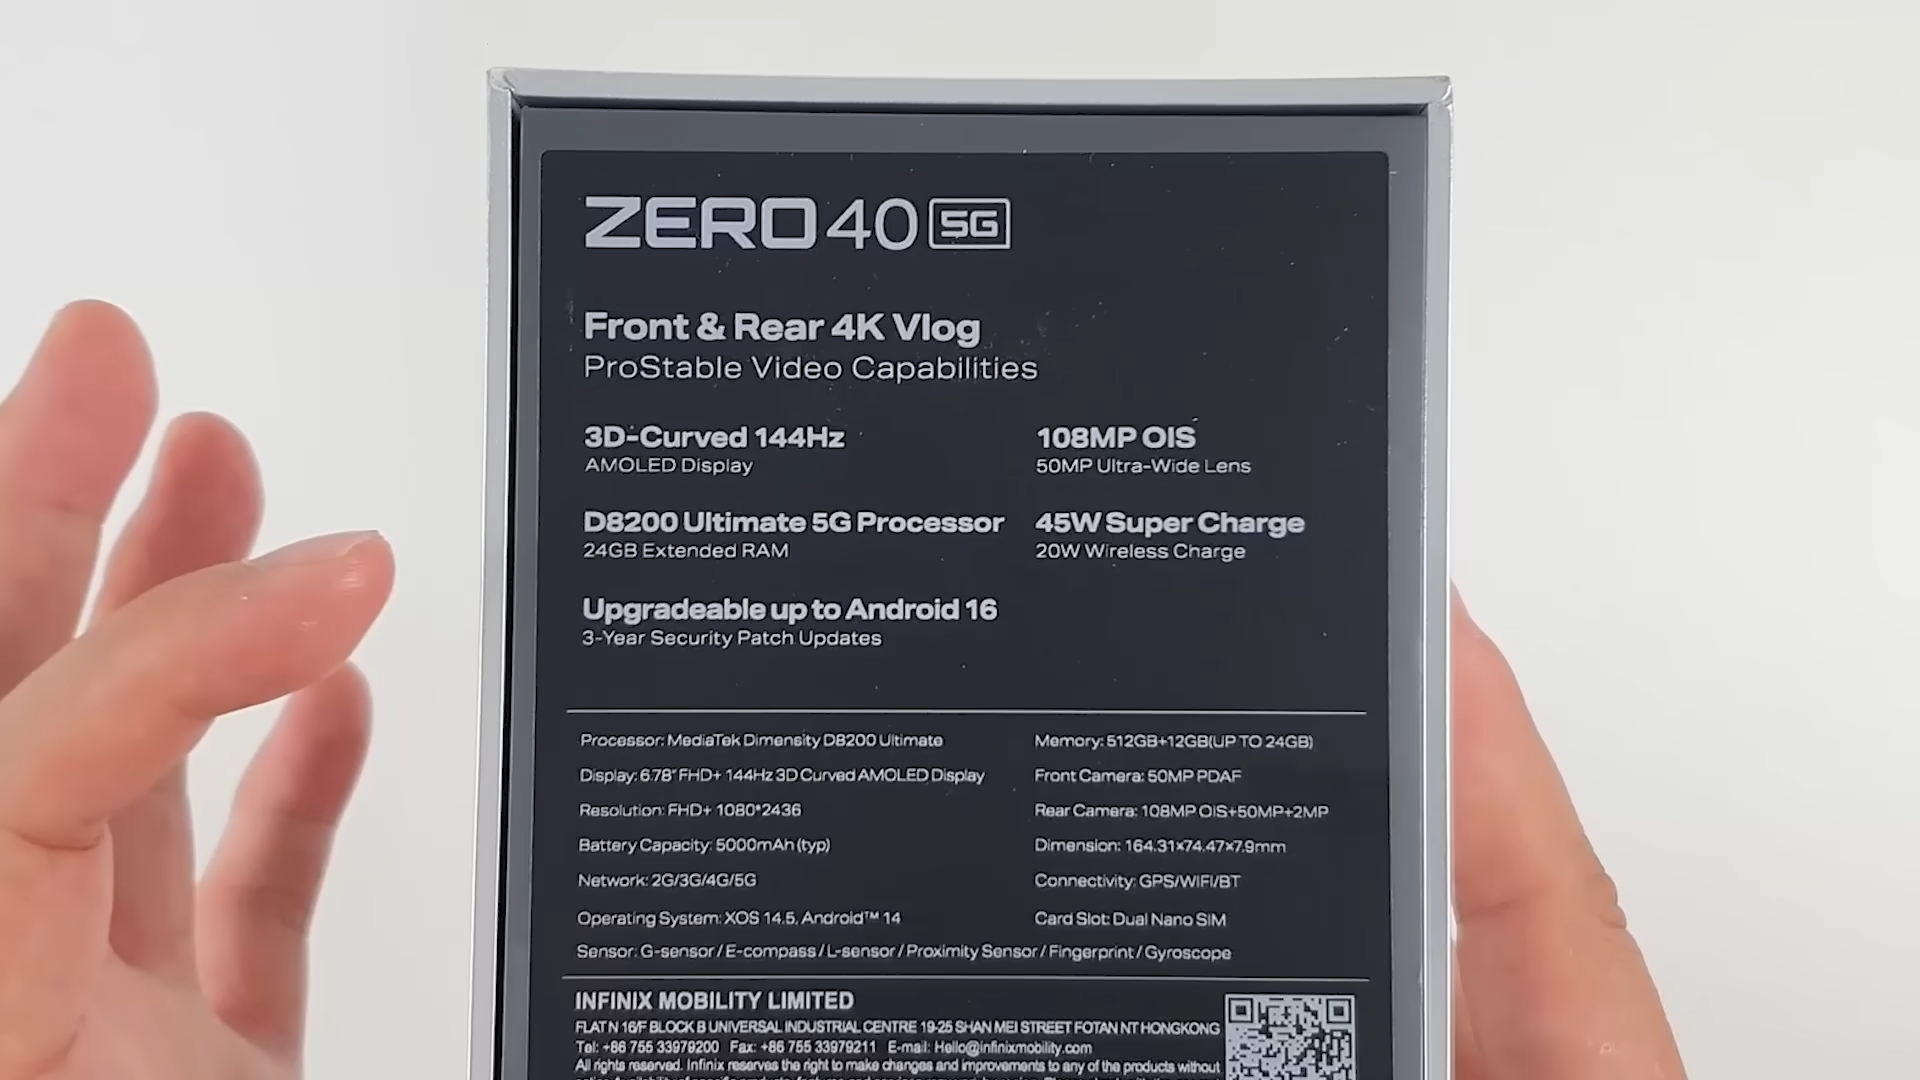 ZERO 40 5G
Front & Rear 4K Vlog
ProStable Video Capabilities
3D-Curved 144Hz
AMOLED Display
108MP OIS
50MP Ultra-Wide Lens
D8200 Ultimate 5G Processor
24GB Extended RAM
45W Super Charge
20W Wireless Charge
Upgradeable up to Android 16
3-Year Security Patch Updates
Processor: MediaTek Dimensity D8200 Ultimate
Memory: 512GB+12GB(UP TO 24GB)
Display: 6.78" FHD+ 144Hz 3D Curved AMOLED Display
Front Camera: 50MP PDAF
Resolution: FHD+ 1080*2436
Rear Camera: 108MP OIS+50MP+2MP
Battery Capacity: 5000mAh (typ)
Dimension: 164.31×74.47×7.9mm
Network: 2G/3G/4G/5G
Connectivity: GPS/WIFI/BT
Operating System: XOS 14.5, Android™ 14
Card Slot: Dual Nano SIM
Sensor: G-sensor / E-compass / L-sensor / Proximity Sensor / Fingerprint / Gyroscope
INFINIX MOBILITY LIMITED
FLAT N 16/F BLOCK B UNIVERSAL INDUSTRIAL CENTRE 19-25 SHAN MEI STREET FOTAN NT HONGKONG
Tel: +86 755 33979200 Fax: +86 755 33979211 E-mail: Hello@infinixmobility.com
All rights reserved. Infinix reserves the right to make changes and improvements to any of the products without